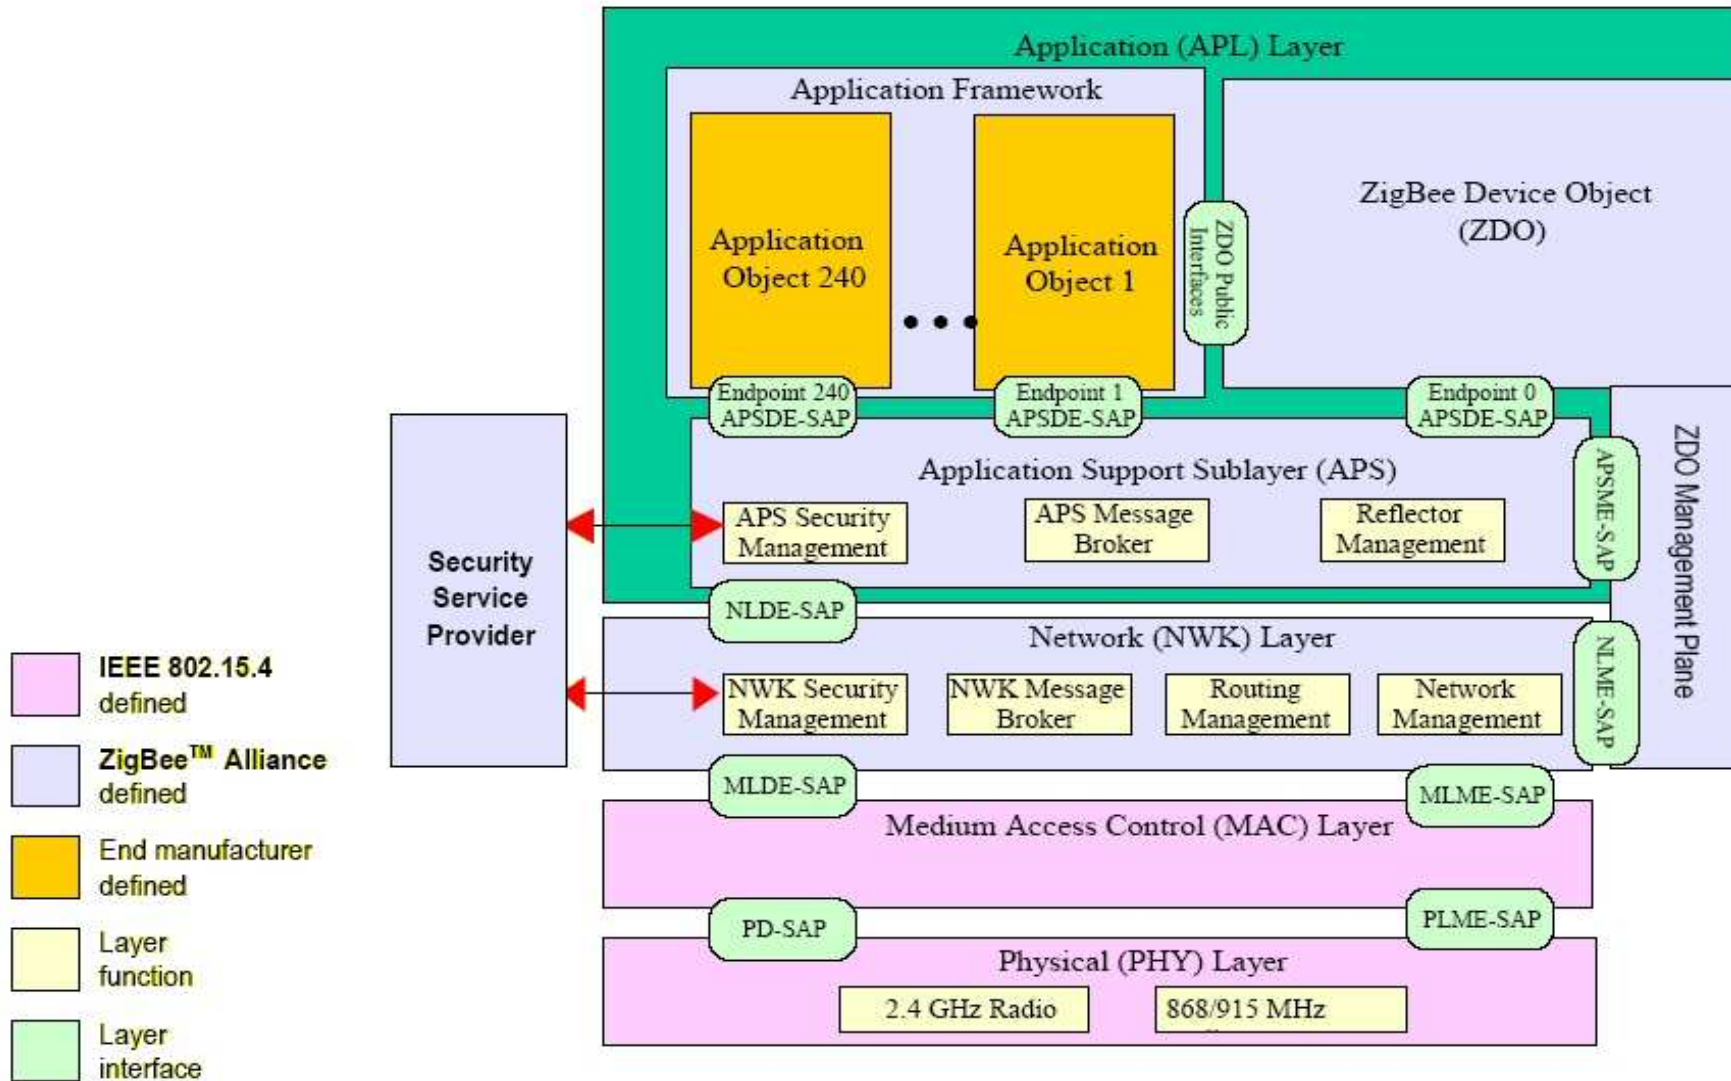 Application (APL) Layer
Application Framework
Application
Object 240
Application
Object 1
ZDO Public
Interfaces
ZigBee Device Object
(ZDO)
Endpoint 240
APSDE-SAP
Endpoint 1
APSDE-SAP
Endpoint 0
APSDE-SAP
Application Support Sublayer (APS)
APS Security
Management
APS Message
Broker
Reflector
Management
APSME-SAP
ZDO Management Plane
Security
Service
Provider
NLDE-SAP
Network (NWK) Layer
NWK Security
Management
NWK Message
Broker
Routing
Management
Network
Management
NLME-SAP
MLDE-SAP
MLME-SAP
Medium Access Control (MAC) Layer
PD-SAP
PLME-SAP
Physical (PHY) Layer
2.4 GHz Radio
868/915 MHz
IEEE 802.15.4
defined
ZigBee™ Alliance
defined
End manufacturer
defined
Layer
function
Layer
interface